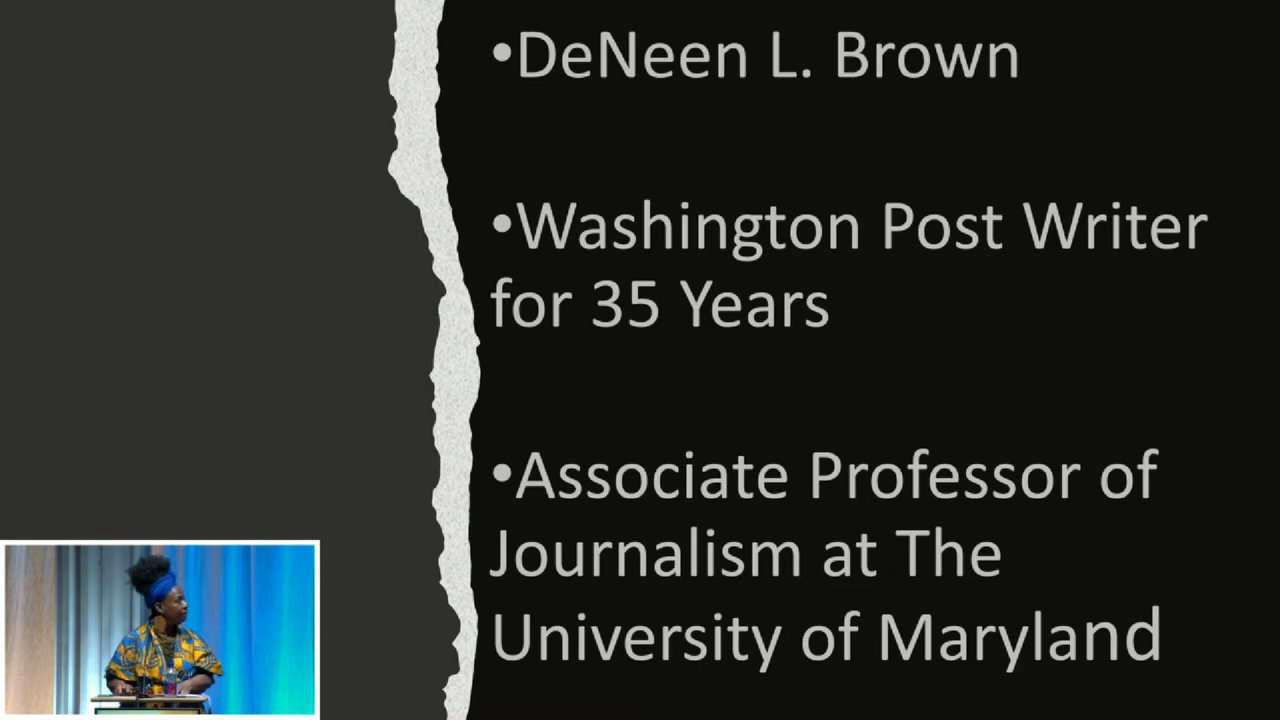 •DeNeen L. Brown
•Washington Post Writer
for 35 Years
•Associate Professor of
Journalism at The
University of Maryland